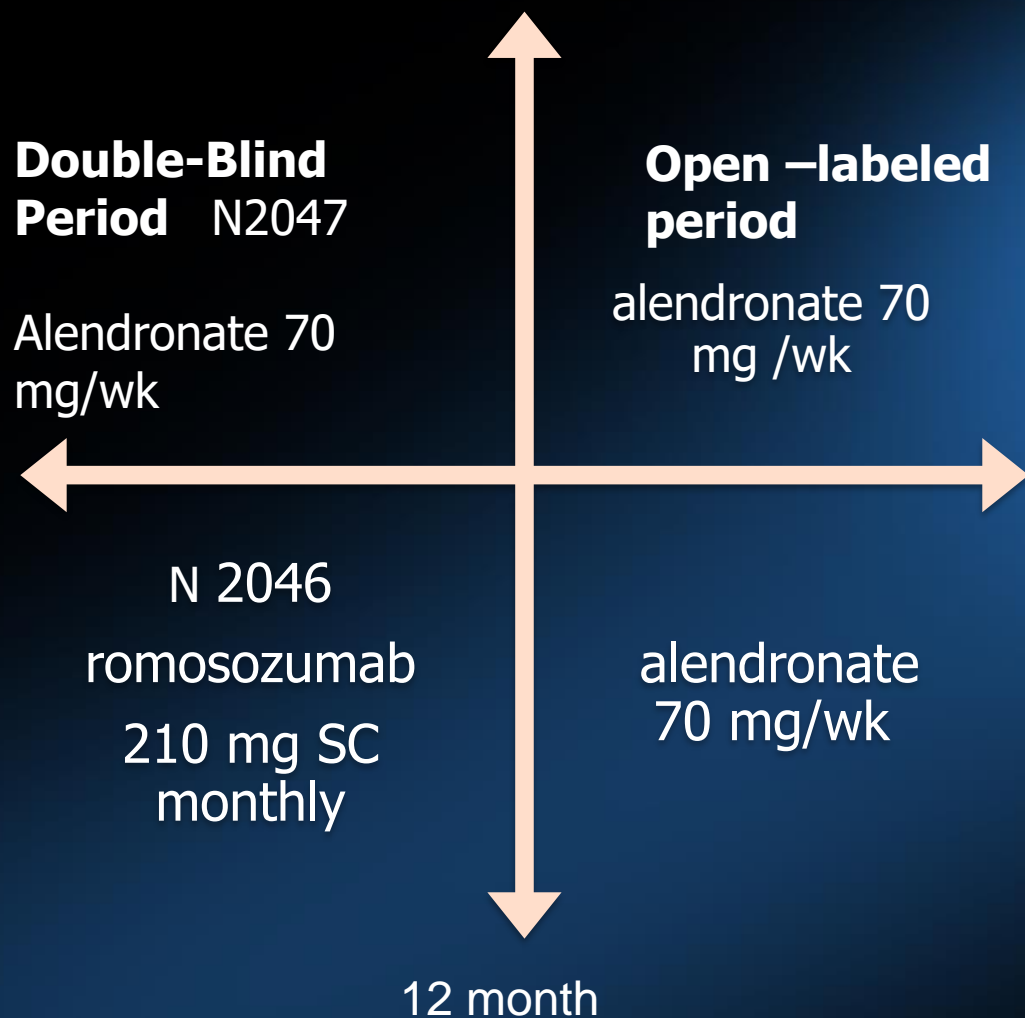 Double-Blind
Period N2047
Alendronate 70
mg/wk
Open –labeled
period
alendronate 70
mg /wk
N 2046
romosozumab
210 mg SC
monthly
alendronate
70 mg/wk
12 month